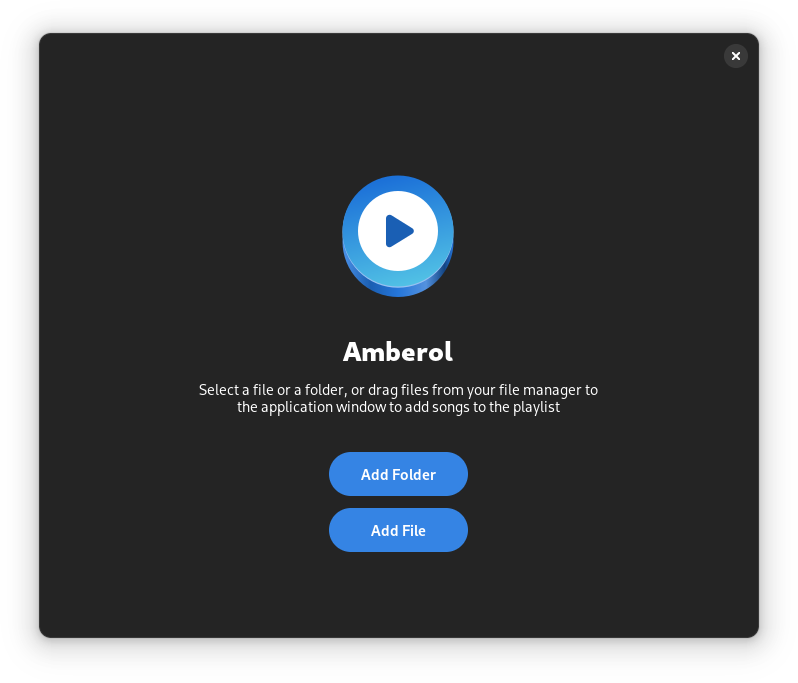 Amberol
Select a file or a folder, or drag files from your file manager to
the application window to add songs to the playlist
Add Folder
Add File